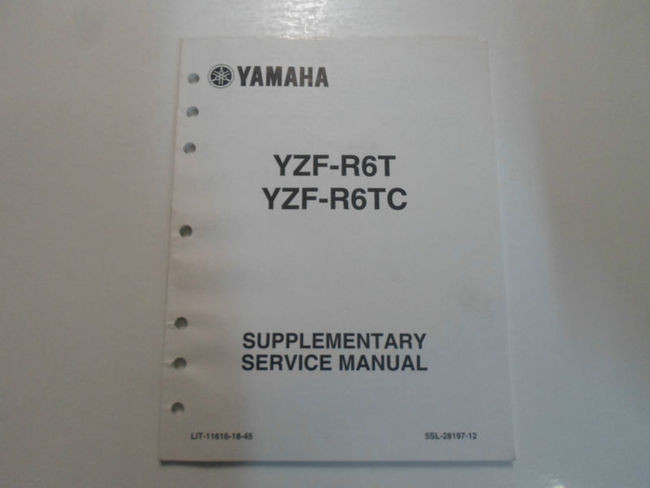 YAMAHA
YZF-R6T
YZF-R6TC
SUPPLEMENTARY
SERVICE MANUAL
LIT-11616-18-45
5SL-28197-12